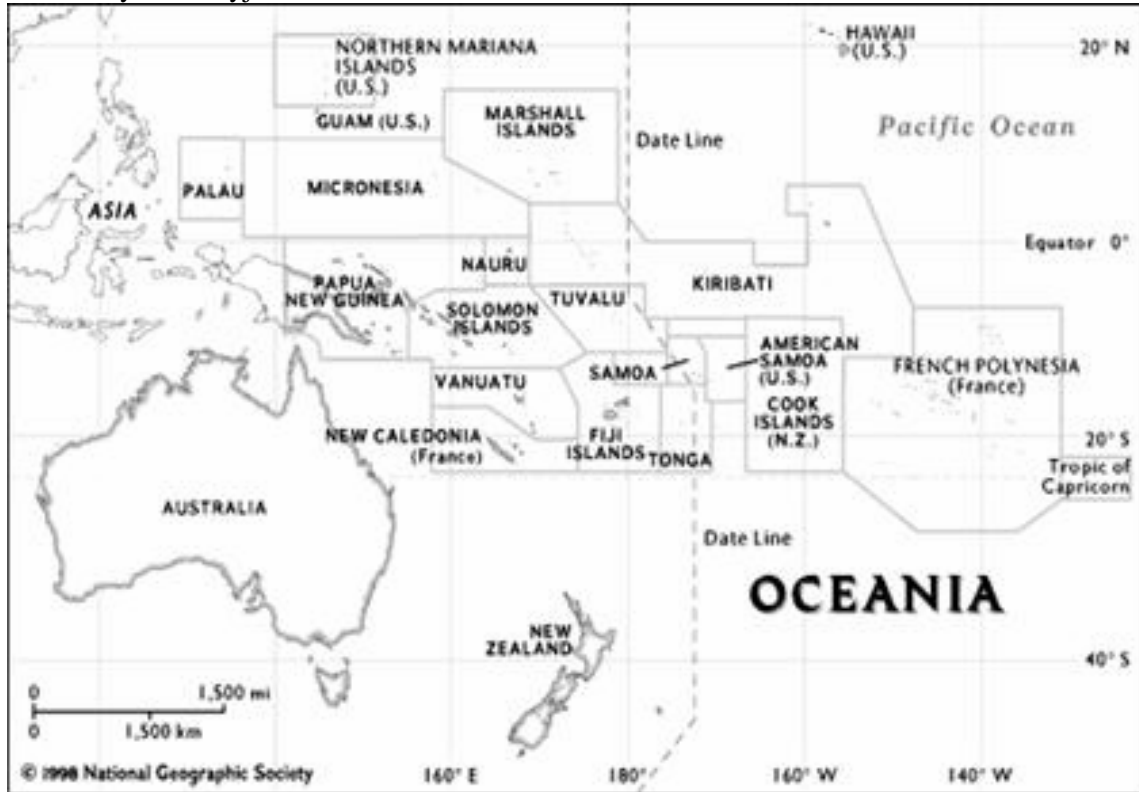 HAWAII
(U.S.)
20° N
NORTHERN MARIANA
ISLANDS
(U.S.)
GUAM (U.S.)
MARSHALL
ISLANDS
Pacific Ocean
Date Line
PALAU
MICRONESIA
ASIA
Equator 0°
NAURU
PAPUA
NEW GUINEA
KIRIBATI
TUVALU
SOLOMON
ISLANDS
AMERICAN
SAMOA
(U.S.)
SAMOA
FRENCH POLYNESIA
(France)
VANUATU
COOK
ISLANDS
(N.Z.)
NEW CALEDONIA
(France)
FIJI
ISLANDS
TONGA
20° S
Tropic of
Capricorn
AUSTRALIA
Date Line
OCEANIA
NEW
ZEALAND
40° S
0 1,500 mi
0 1,500 km
© 1998 National Geographic Society
160° E
180°
160° W
140° W